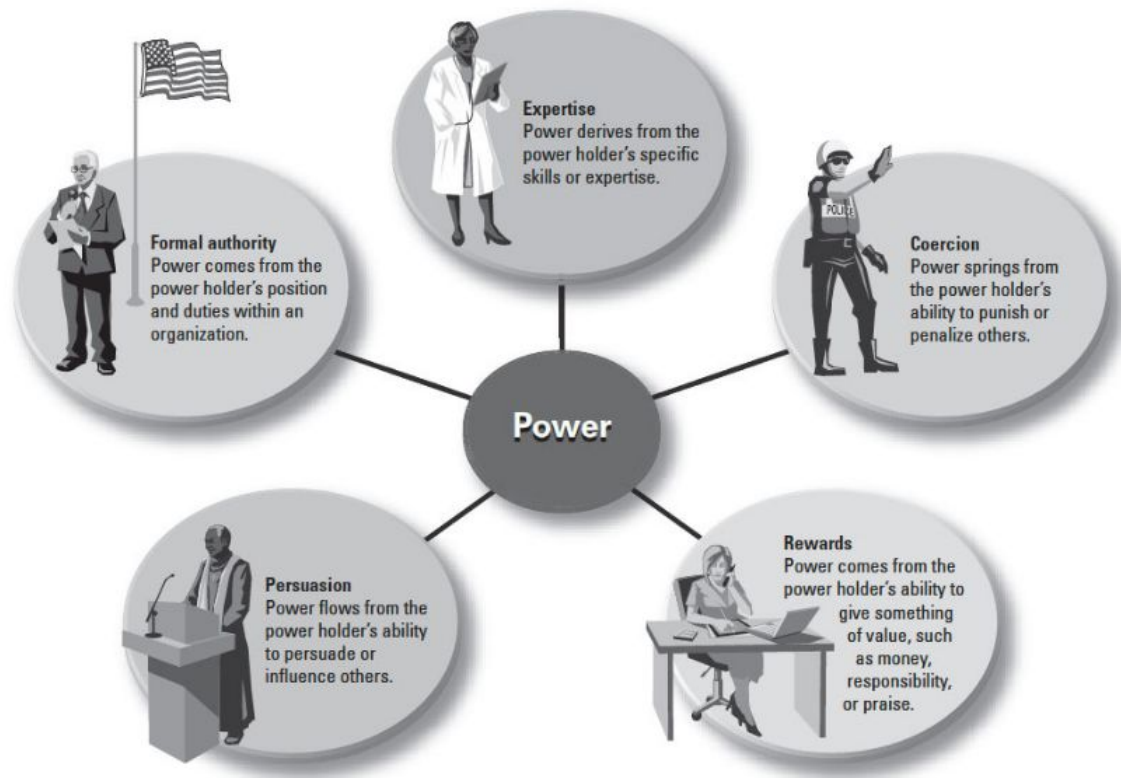 Expertise
Power derives from the
power holder's specific
skills or expertise.
Formal authority
Power comes from the
power holder's position
and duties within an
organization.
POLICE
Coercion
Power springs from
the power holder's
ability to punish or
penalize others.
Power
Persuasion
Power flows from the
power holder's ability
to persuade or
influence others.
Rewards
Power comes from the
power holder's ability to
give something
of value, such
as money,
responsibility,
or praise.